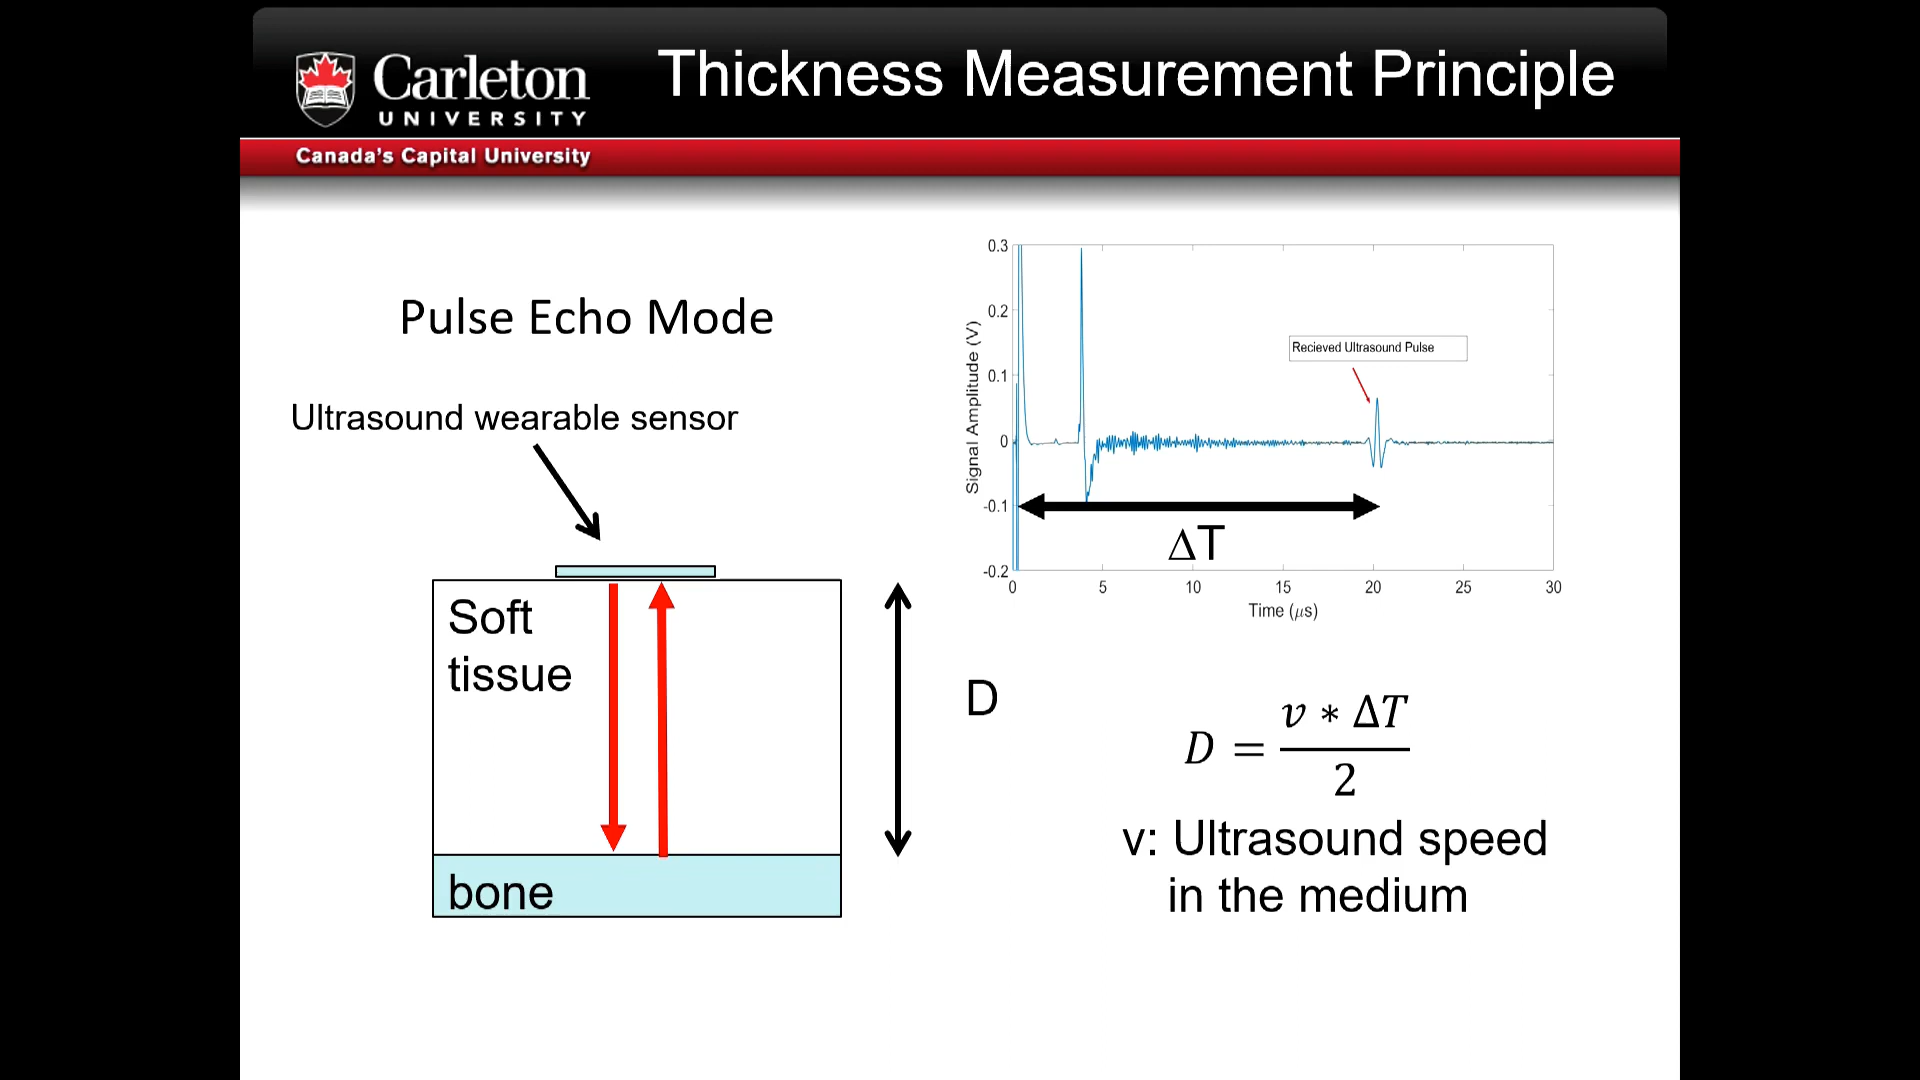 Carleton
UNIVERSITY
Canada's Capital University
Thickness Measurement Principle
Pulse Echo Mode
Ultrasound wearable sensor
Soft
tissue
bone
D
0.3
0.2
0.1
0
-0.1
-0.2
Signal Amplitude (V)
Recieved Ultrasound Pulse
ΔT
0 5 10 15 20 25 30
Time (μs)
D = v * ΔT / 2
v: Ultrasound speed
in the medium